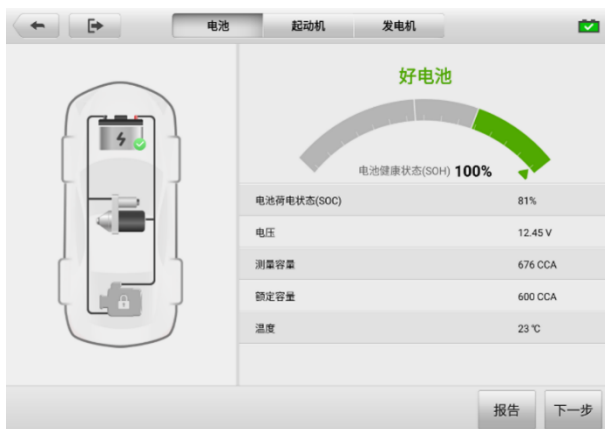 电池 起动机 发电机
好电池
电池健康状态(SOH) 100%
电池荷电状态(SOC) 81%
电压 12.45 V
测量容量 676 CCA
额定容量 600 CCA
温度 23 ℃
报告 下一步